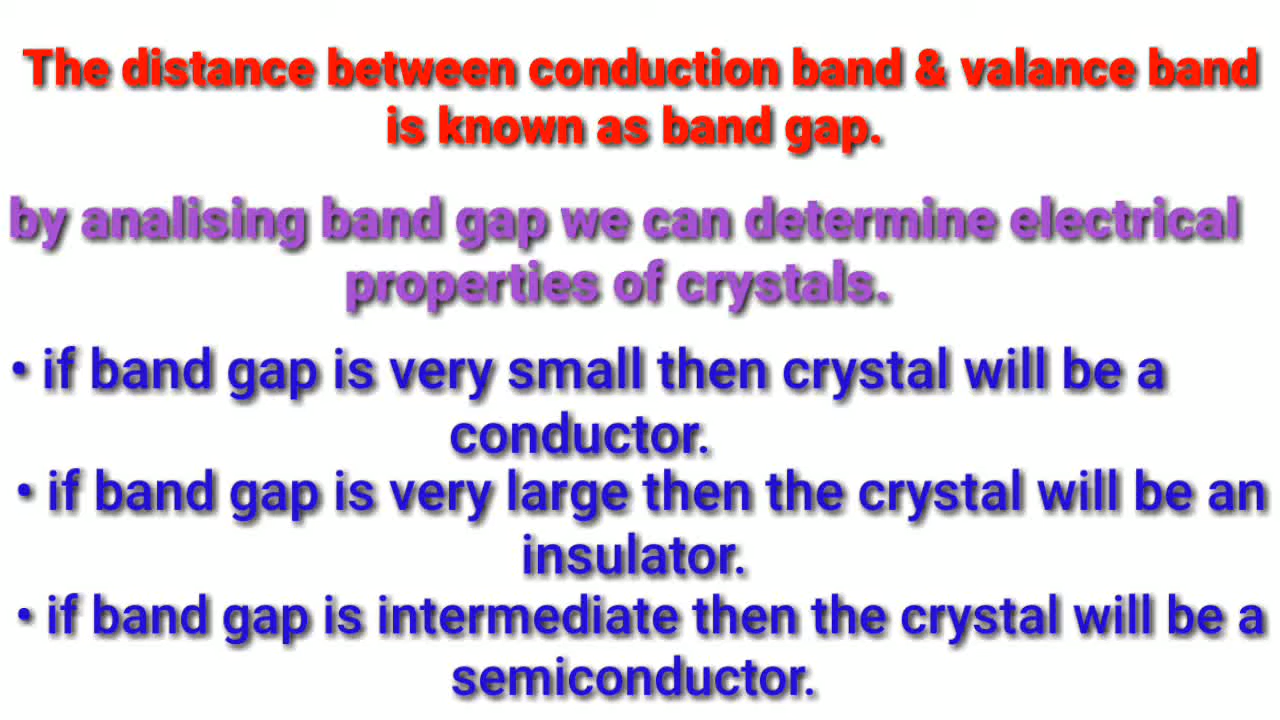 The distance between conduction band & valance band
is known as band gap.
by analising band gap we can determine electrical
properties of crystals.
• if band gap is very small then crystal will be a
conductor.
• if band gap is very large then the crystal will be an
insulator.
• if band gap is intermediate then the crystal will be a
semiconductor.